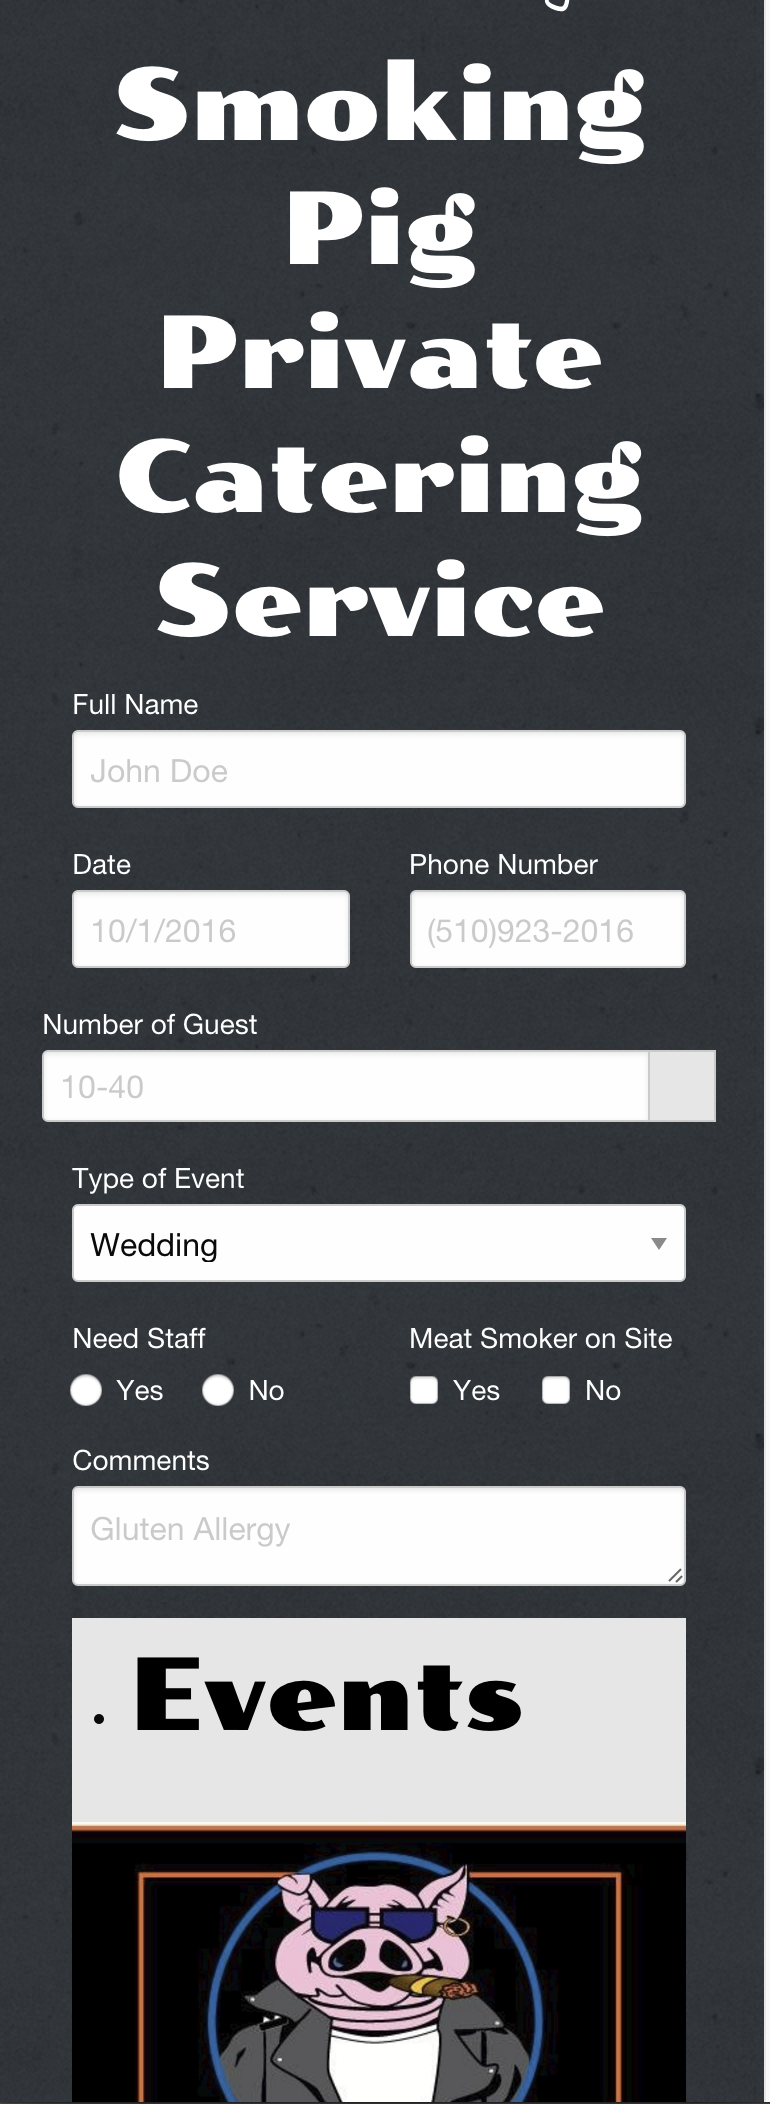 Smoking
Pig
Private
Catering
Service
Full Name
John Doe
Date
Phone Number
10/1/2016
(510)923-2016
Number of Guest
10-40
Type of Event
Wedding
Need Staff
Meat Smoker on Site
Yes
No
Yes
No
Comments
Gluten Allergy
Events